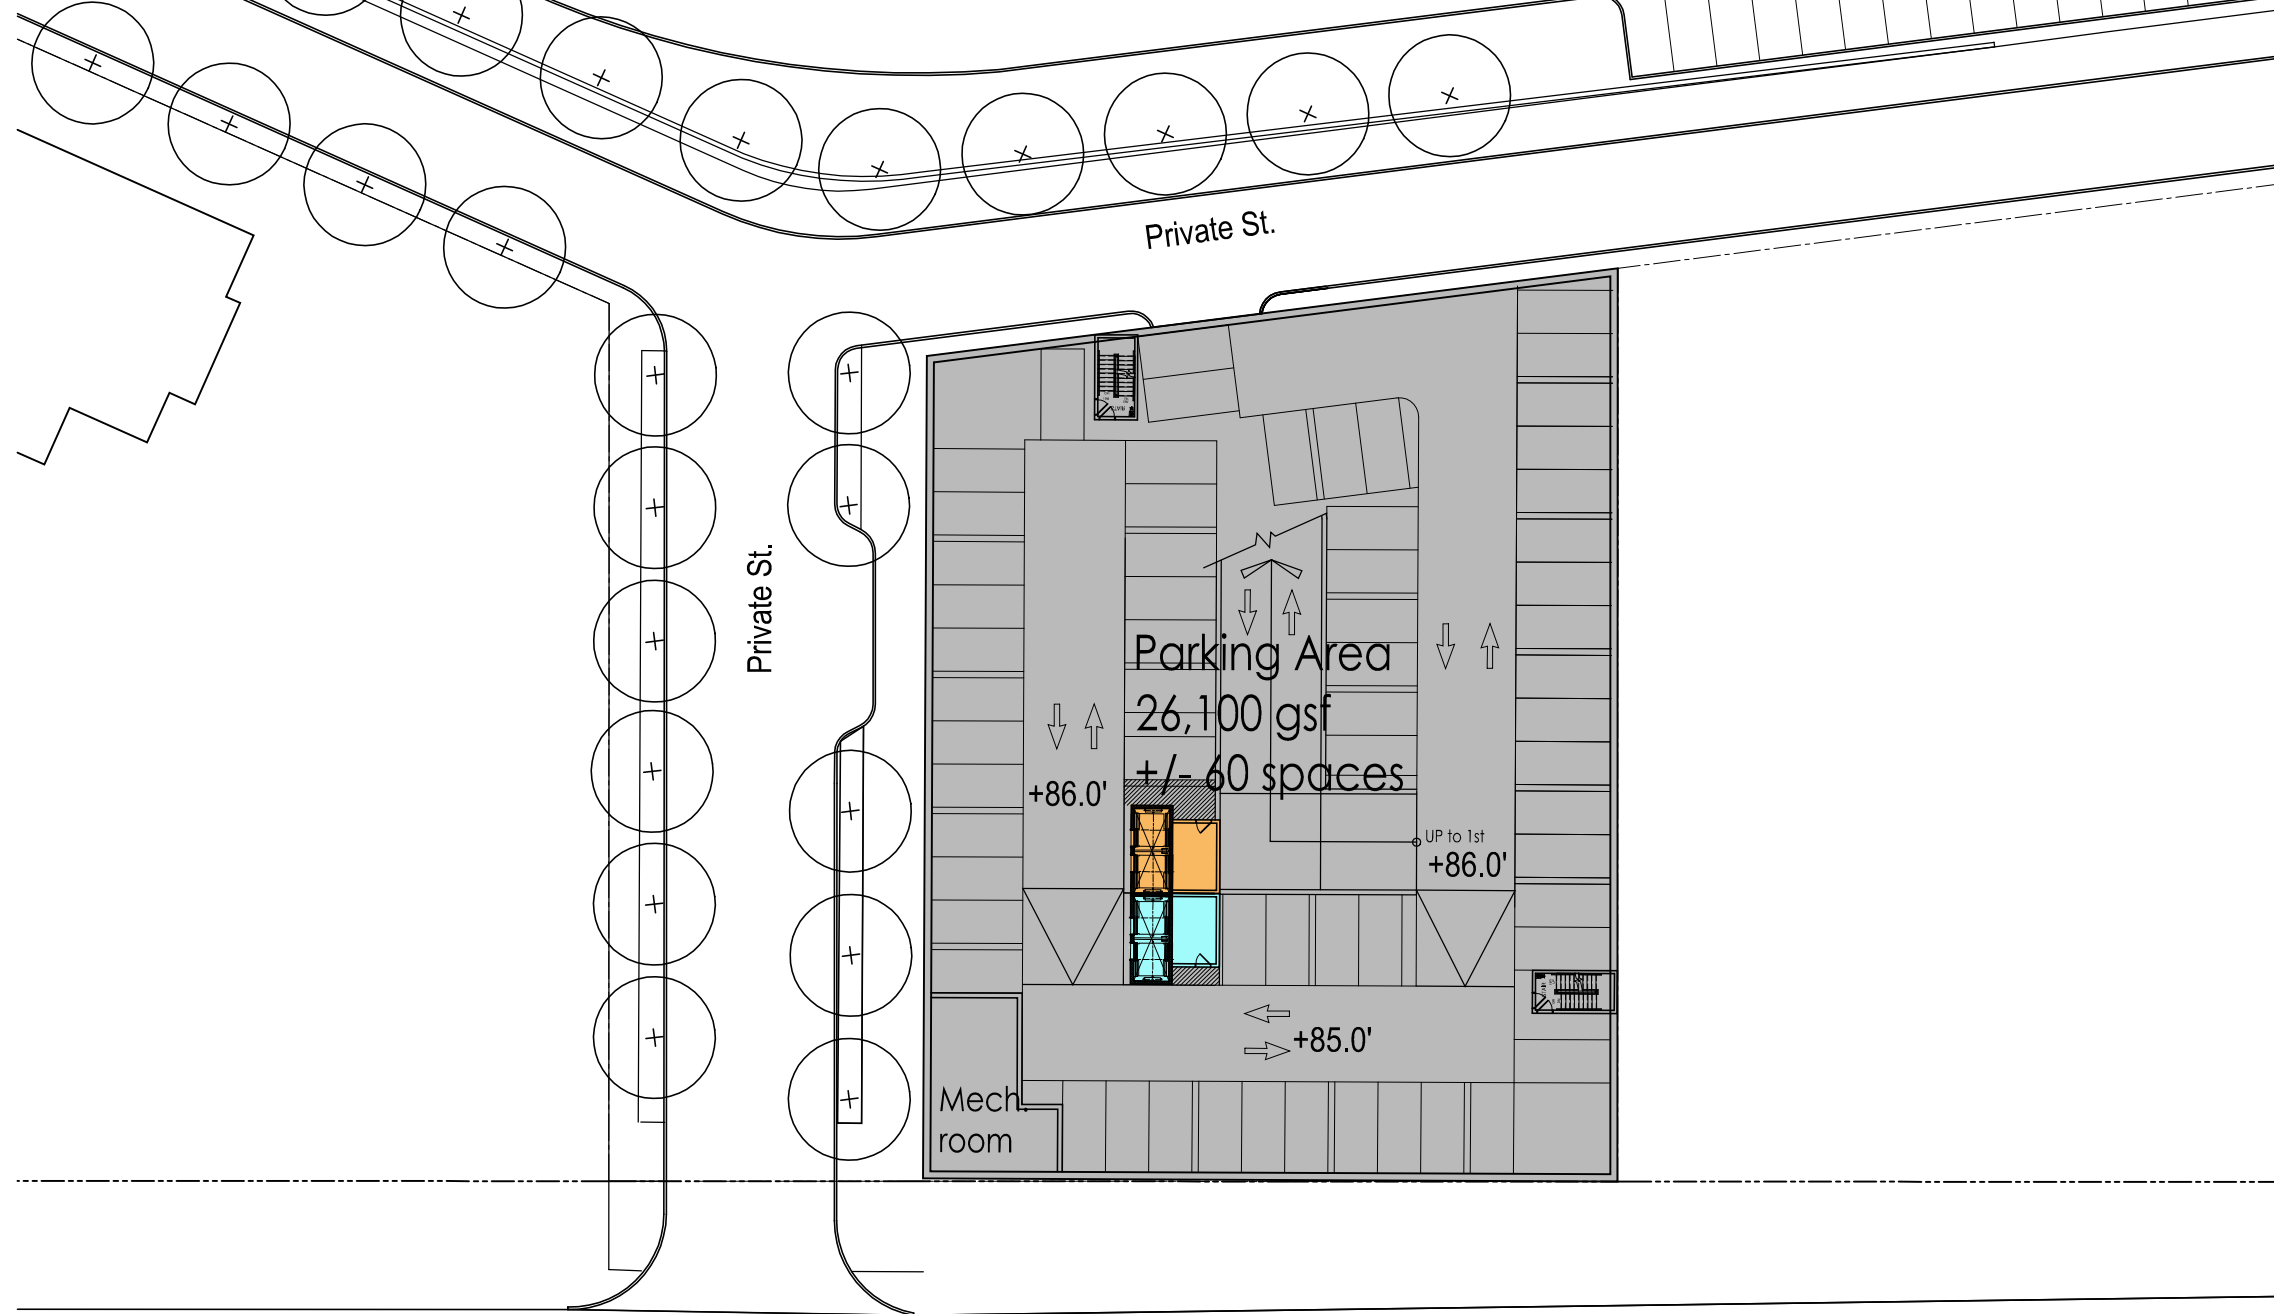 Private St.
Private St.
Parking Area
26,100 gsf
+/- 60 spaces
+86.0'
UP to 1st
+86.0'
+85.0'
Mech.
room